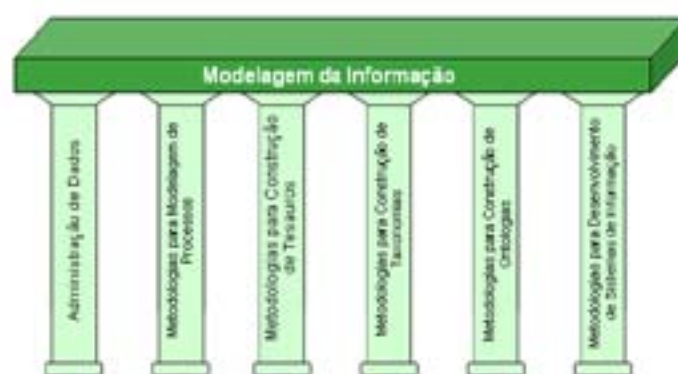 Modelagem da Informação
Administração de Dados
Metodologias para Modelagem de
Processos
Metodologias para Construção
de Tesauros
Metodologias para Construção de
Taxonomias
Metodologias para Construção de
Ontologias
Metodologias para Desenvolvimento
de Sistemas de Informação